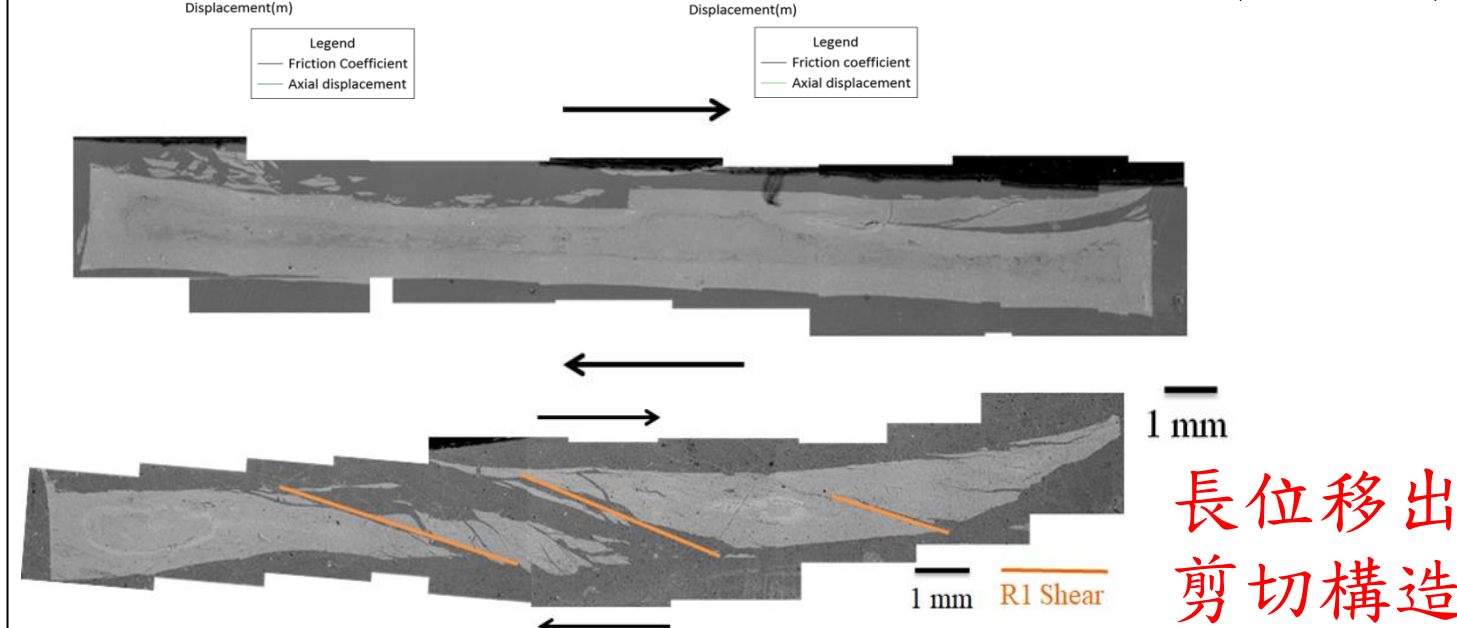 Displacement(m)
Displacement(m)
Legend
Friction Coefficient
Axial displacement
Legend
Friction coefficient
Axial displacement
1 mm
1 mm
R1 Shear
長位移出
剪切構造